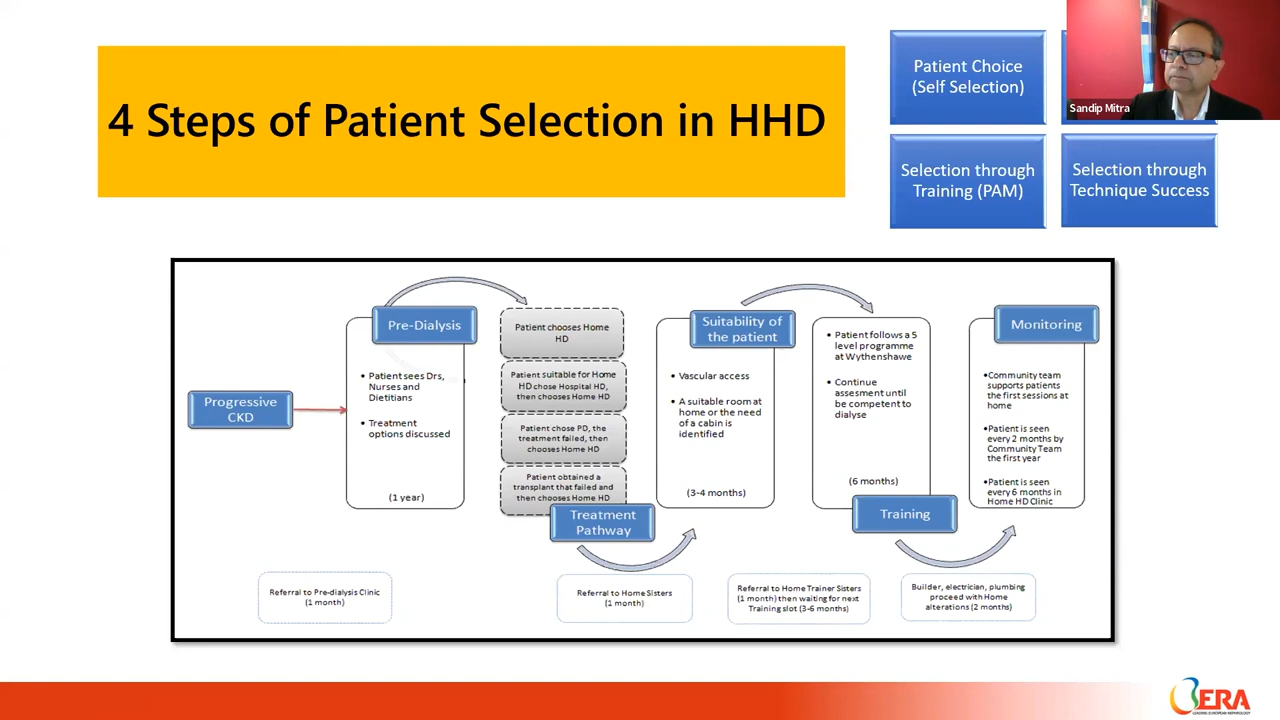 4 Steps of Patient Selection in HHD
Patient Choice
(Self Selection)
Sandip Mitra
Selection through
Training (PAM)
Selection through
Technique Success
Progressive
CKD
Pre-Dialysis
Patient sees Drs,
Nurses and
Dietitians
Treatment
options discussed
(1 year)
Patient chooses Home
HD
Patient suitable for Home
HD chose Hospital HD,
then chooses Home HD
Patient chose PD, the
treatment failed, then
chooses Home HD
Patient obtained a
transplant that failed and
then chooses Home HD
Treatment
Pathway
Suitability of
the patient
Vascular access
A suitable room at
home or the need
of a cabin is
identified
(3-4 months)
Patient follows a 5
level programme
at Wythenshawe
Continue
assesment until
be competent to
dialyse
(6 months)
Training
Monitoring
Community team
supports patients
the first sessions at
home
Patient is seen
every 2 months by
Community Team
the first year
Patient is seen
every 6 months in
Home HD Clinic
Referral to Pre-dialysis Clinic
(1 month)
Referral to Home Sisters
(1 month)
Referral to Home Trainer Sisters
(1 month) then waiting for next
Training slot (3-6 months)
Builder, electrician, plumbing
proceed with Home
alterations (2 months)
ERA
LEADING EUROPEAN NEPHROLOGY